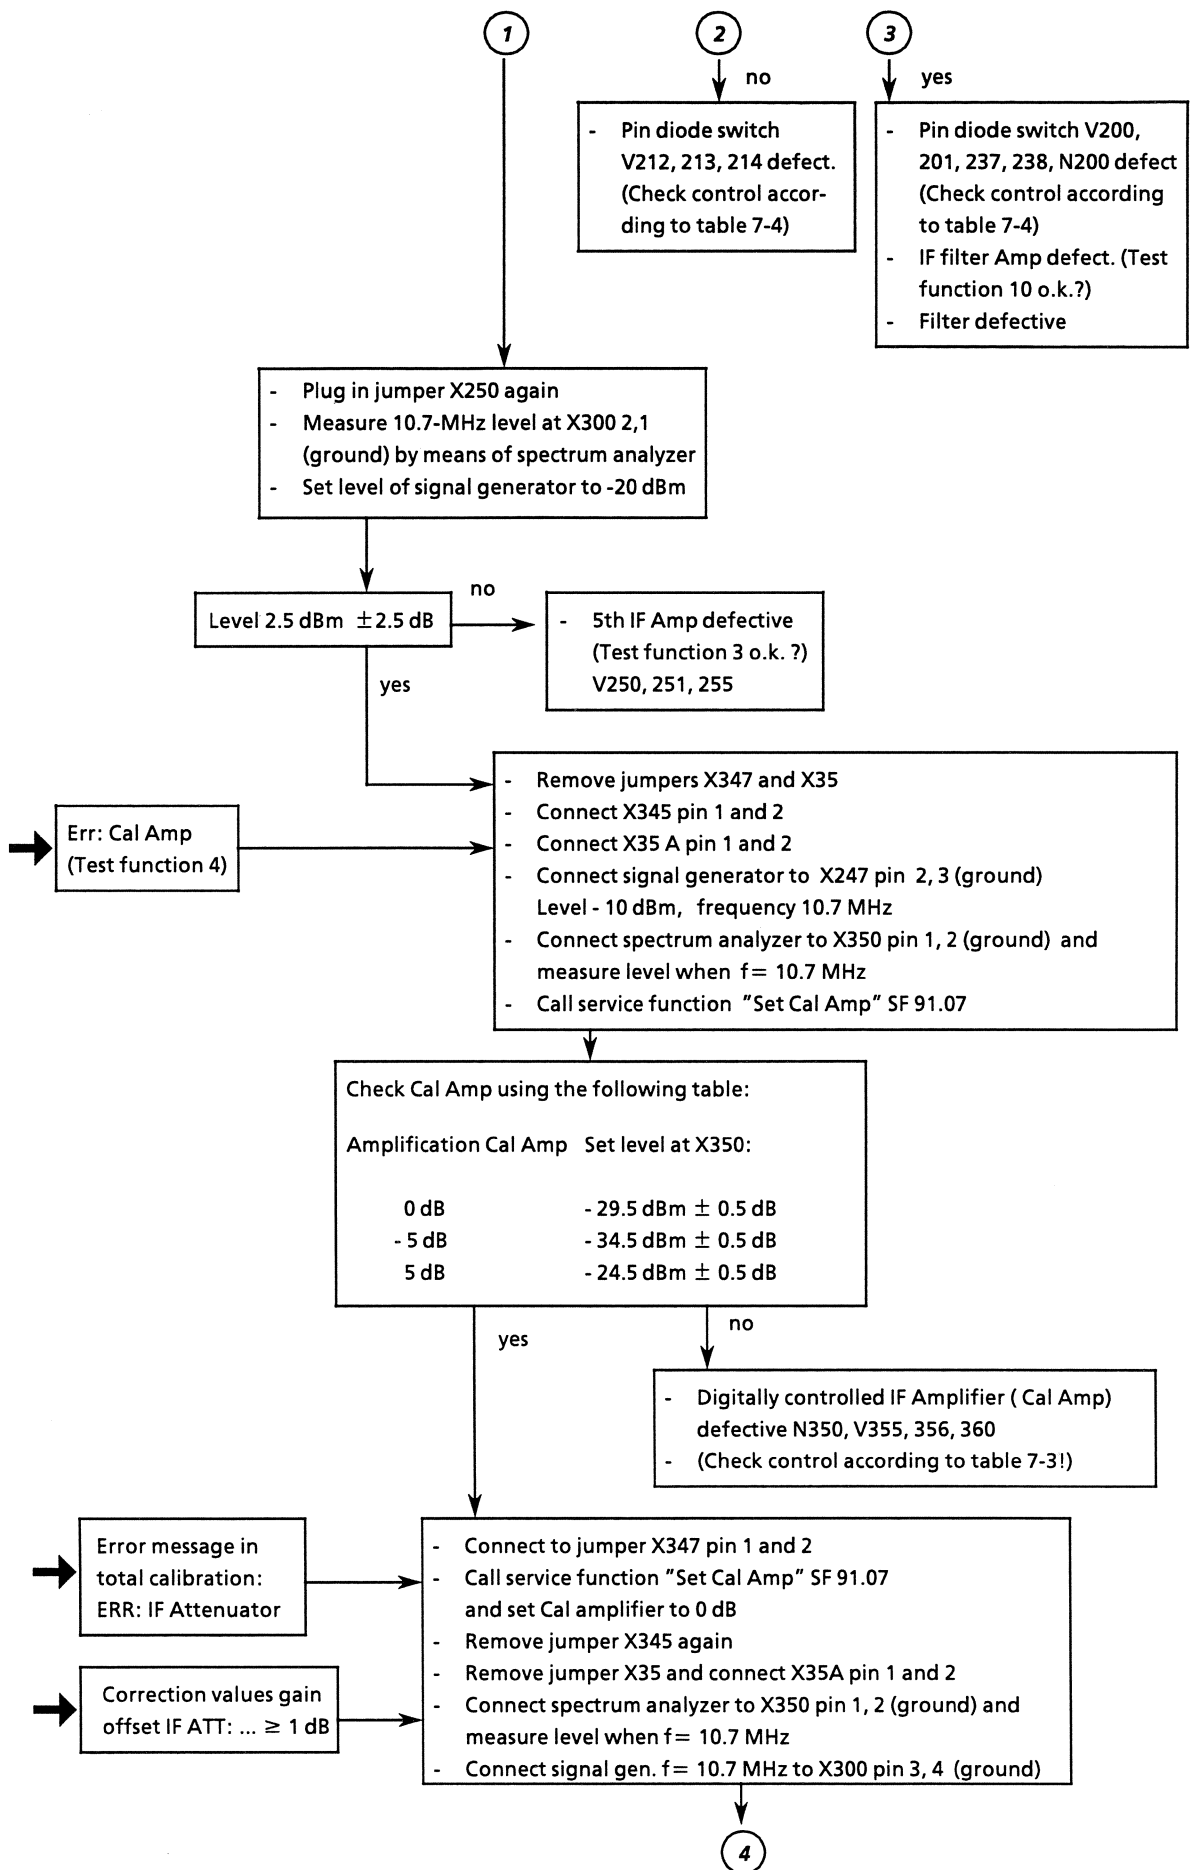 1
2
3
no
yes
- Pin diode switch
V212, 213, 214 defect.
(Check control accor-
ding to table 7-4)
- Pin diode switch V200,
201, 237, 238, N200 defect
(Check control according
to table 7-4)
- IF filter Amp defect. (Test
function 10 o.k.?)
- Filter defective
- Plug in jumper X250 again
- Measure 10.7-MHz level at X300 2,1
(ground) by means of spectrum analyzer
- Set level of signal generator to -20 dBm
no
Level 2.5 dBm ±2.5 dB
- 5th IF Amp defective
(Test function 3 o.k. ?)
V250, 251, 255
yes
- Remove jumpers X347 and X35
- Connect X345 pin 1 and 2
- Connect X35 A pin 1 and 2
- Connect signal generator to X247 pin 2, 3 (ground)
Level - 10 dBm, frequency 10.7 MHz
- Connect spectrum analyzer to X350 pin 1, 2 (ground) and
measure level when f= 10.7 MHz
- Call service function "Set Cal Amp" SF 91.07
Err: Cal Amp
(Test function 4)
Check Cal Amp using the following table:
Amplification Cal Amp Set level at X350:
0 dB - 29.5 dBm ± 0.5 dB
- 5 dB - 34.5 dBm ± 0.5 dB
5 dB - 24.5 dBm ± 0.5 dB
yes
no
- Digitally controlled IF Amplifier ( Cal Amp)
defective N350, V355, 356, 360
- (Check control according to table 7-3!)
Error message in
total calibration:
ERR: IF Attenuator
Correction values gain
offset IF ATT: ... ≥ 1 dB
- Connect to jumper X347 pin 1 and 2
- Call service function "Set Cal Amp" SF 91.07
and set Cal amplifier to 0 dB
- Remove jumper X345 again
- Remove jumper X35 and connect X35A pin 1 and 2
- Connect spectrum analyzer to X350 pin 1, 2 (ground) and
measure level when f= 10.7 MHz
- Connect signal gen. f= 10.7 MHz to X300 pin 3, 4 (ground)
4